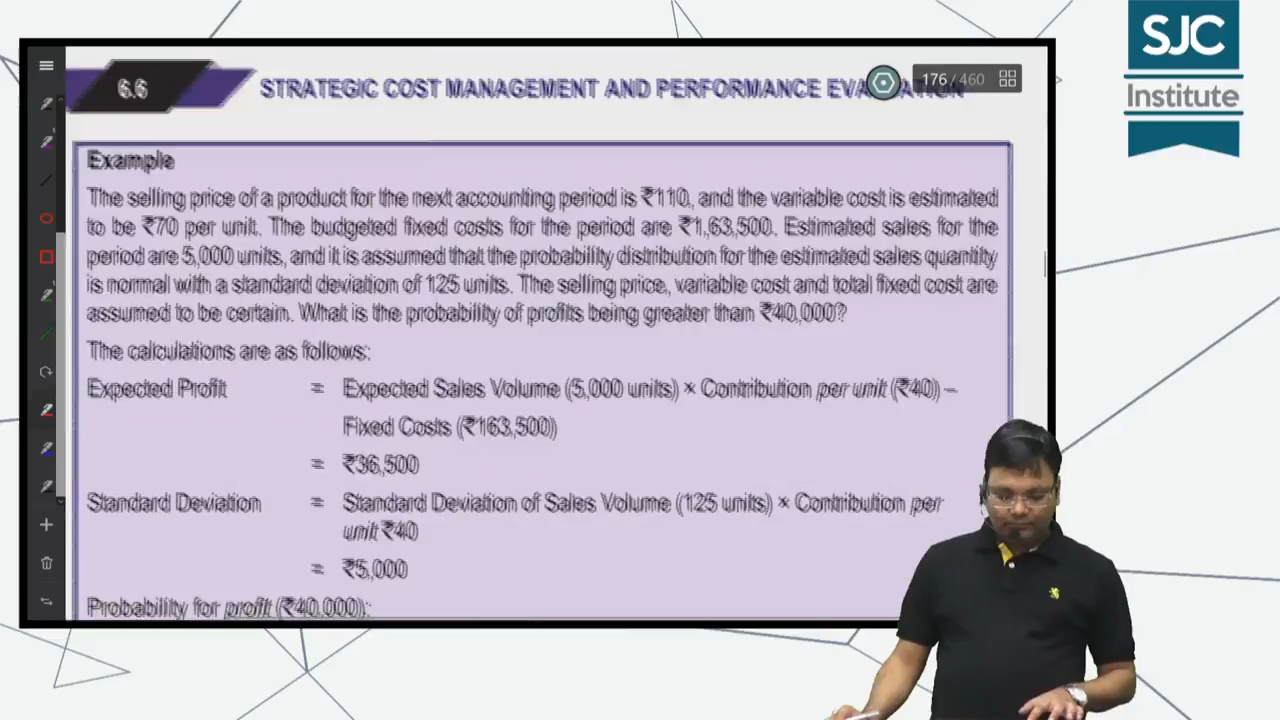 6.6
STRATEGIC COST MANAGEMENT AND PERFORMANCE
176 / 460
SJC
Institute
Example
The selling price of a product for the next accounting period is ₹110, and the variable cost is estimated
to be ₹70 per unit. The budgeted fixed costs for the period are ₹1,63,500. Estimated sales for the
period are 5,000 units, and it is assumed that the probability distribution for the estimated sales quantity
is normal with a standard deviation of 125 units. The selling price, variable cost and total fixed cost are
assumed to be certain. What is the probability of profits being greater than ₹40,000?
The calculations are as follows:
Expected Profit = Expected Sales Volume (5,000 units) × Contribution per unit (₹40) –
Fixed Costs (₹163,500)
= ₹36,500
Standard Deviation = Standard Deviation of Sales Volume (125 units) × Contribution per
unit ₹40
= ₹5,000
Probability for profit (₹40,000):